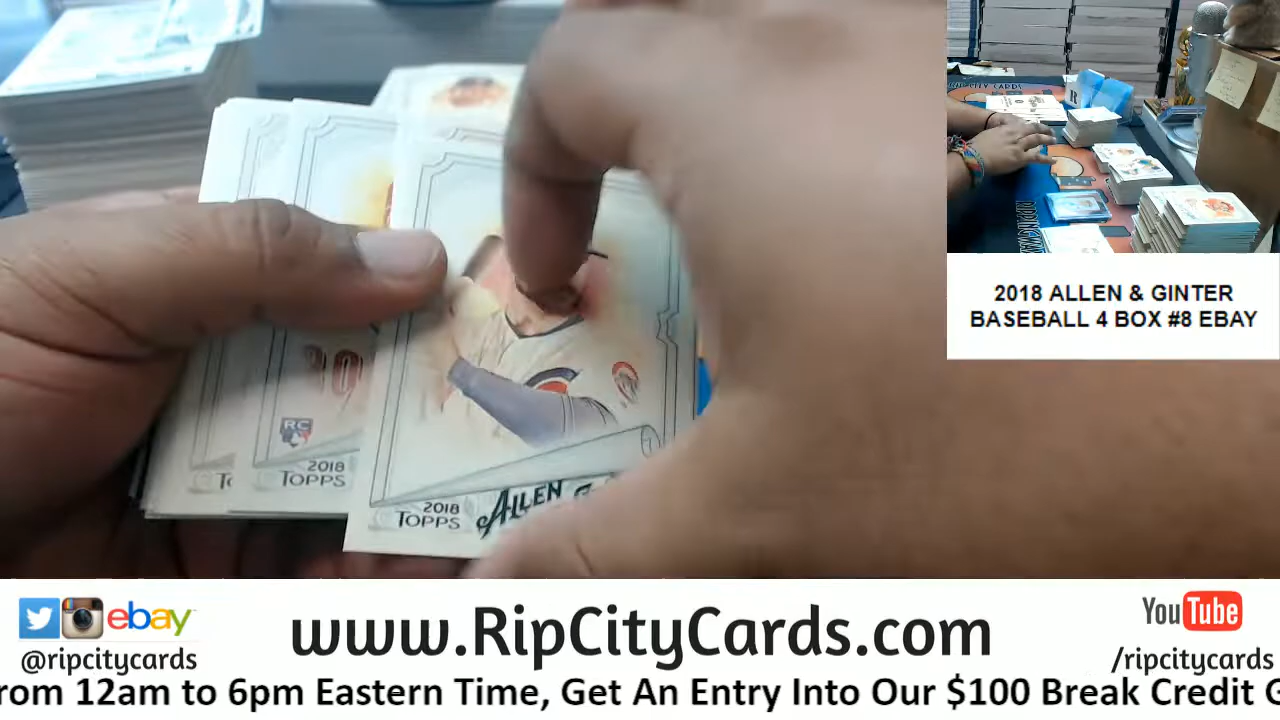 2018 ALLEN & GINTER
BASEBALL 4 BOX #8 EBAY
10
RC
2018
TOPPS
2018
TOPPS
ALLEN
ebay
@ripcitycards
www.RipCityCards.com
YouTube
/ripcitycards
rom 12am to 6pm Eastern Time, Get An Entry Into Our $100 Break Credit G